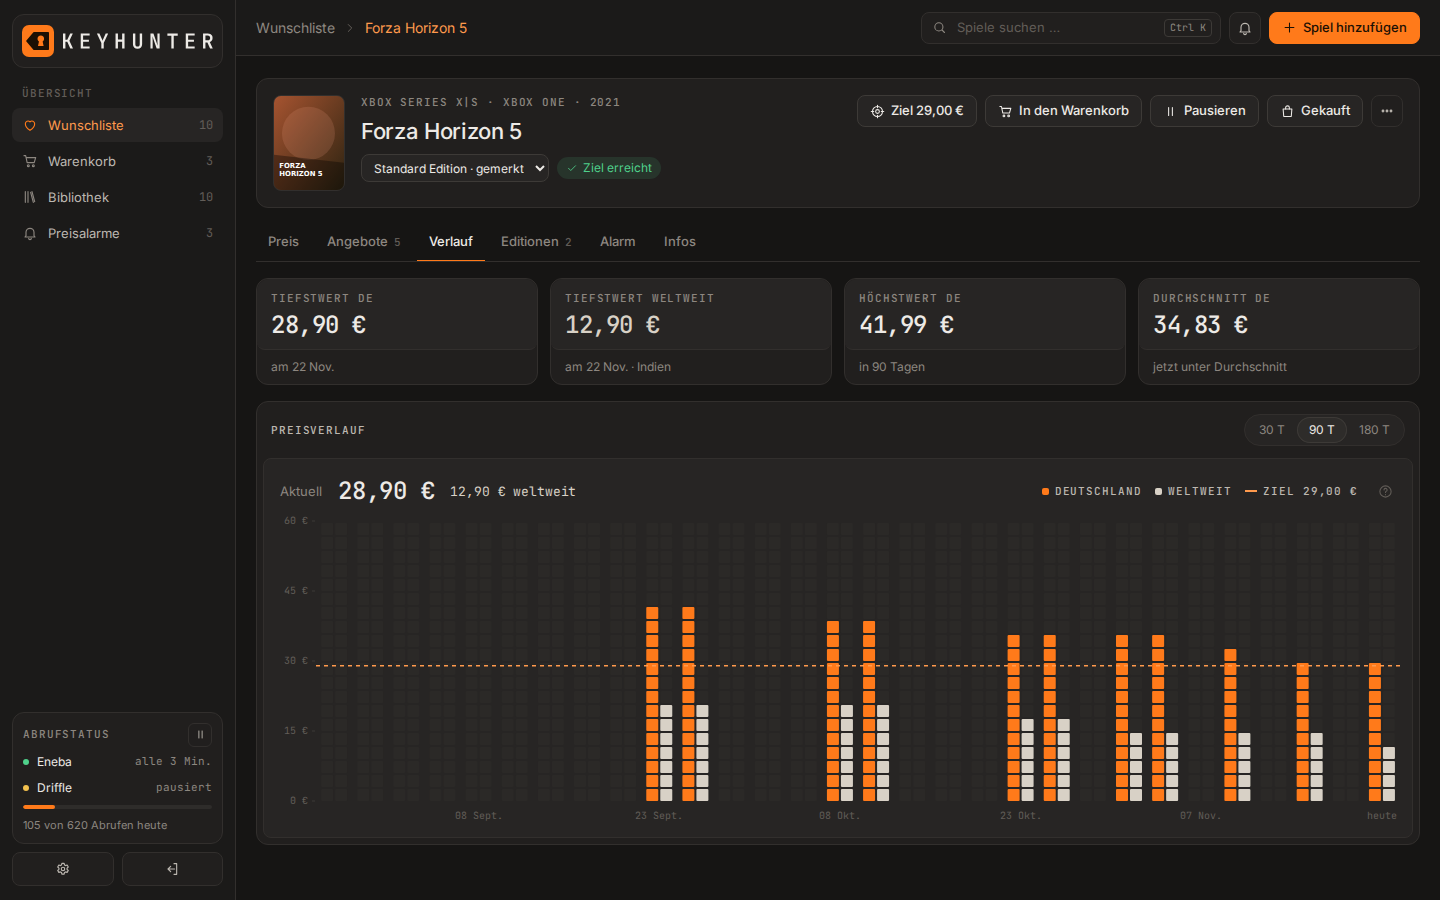 KEYHUNTER
Wunschliste > Forza Horizon 5
Spiele suchen ...
Ctrl K
Spiel hinzufügen
ÜBERSICHT
Wunschliste 10
Warenkorb 3
Bibliothek 10
Preisalarme 3
XBOX SERIES X|S · XBOX ONE · 2021
Forza Horizon 5
FORZA
HORIZON 5
Standard Edition · gemerkt
Ziel erreicht
Ziel 29,00 €
In den Warenkorb
Pausieren
Gekauft
Preis
Angebote 5
Verlauf
Editionen 2
Alarm
Infos
TIEFSTWERT DE
28,90 €
am 22 Nov.
TIEFSTWERT WELTWEIT
12,90 €
am 22 Nov. · Indien
HÖCHSTWERT DE
41,99 €
in 90 Tagen
DURCHSCHNITT DE
34,83 €
jetzt unter Durchschnitt
PREISVERLAUF
30 T
90 T
180 T
Aktuell 28,90 € 12,90 € weltweit
DEUTSCHLAND
WELTWEIT
ZIEL 29,00 €
60 €
45 €
30 €
15 €
0 €
08 Sept.
23 Sept.
08 Okt.
23 Okt.
07 Nov.
heute
ABRUFSTATUS
Eneba alle 3 Min.
Driffle pausiert
105 von 620 Abrufen heute